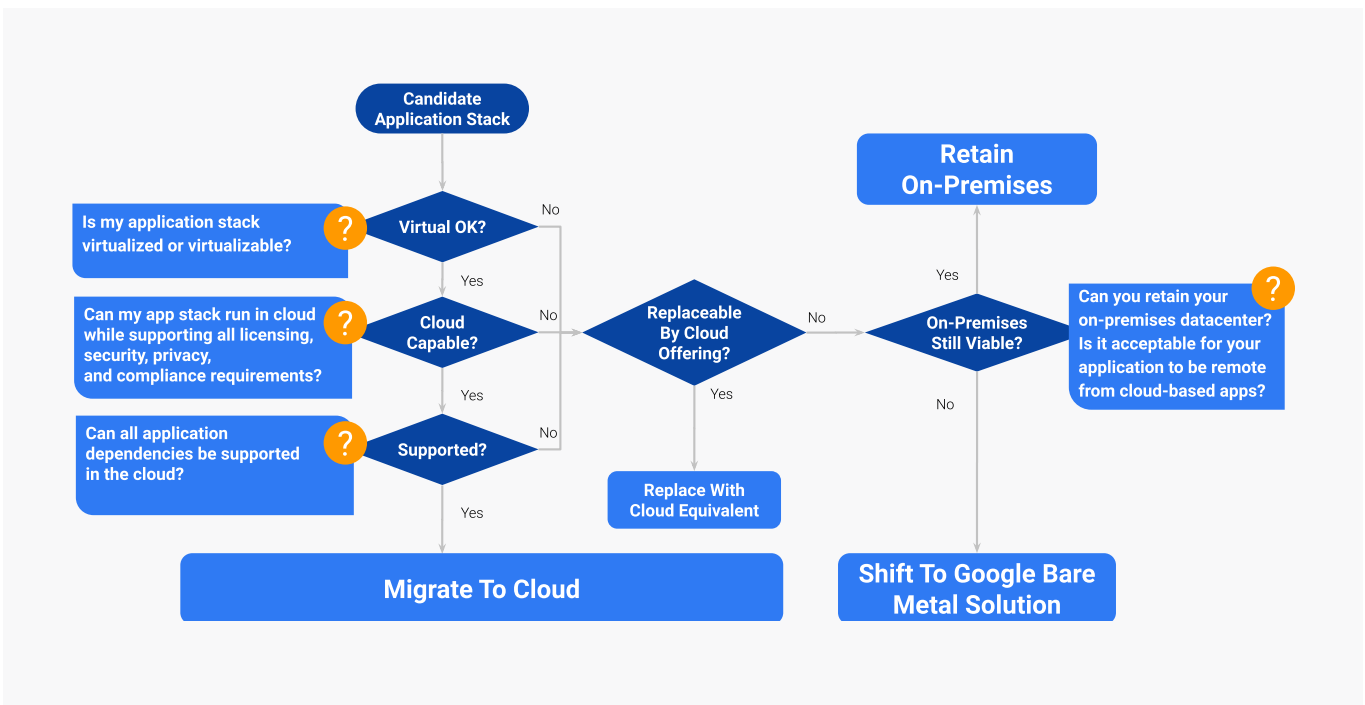 Candidate
Application Stack
Retain
On-Premises
Is my application stack
virtualized or virtualizable?
?
Virtual OK?
No
Yes
Can my app stack run in cloud
while supporting all licensing,
security, privacy,
and compliance requirements?
?
Cloud
Capable?
No
Yes
Replaceable
By Cloud
Offering?
No
Yes
On-Premises
Still Viable?
Yes
No
Can you retain your
on-premises datacenter?
Is it acceptable for your
application to be remote
from cloud-based apps?
?
Can all application
dependencies be supported
in the cloud?
?
Supported?
No
Yes
Replace With
Cloud Equivalent
Migrate To Cloud
Shift To Google Bare
Metal Solution